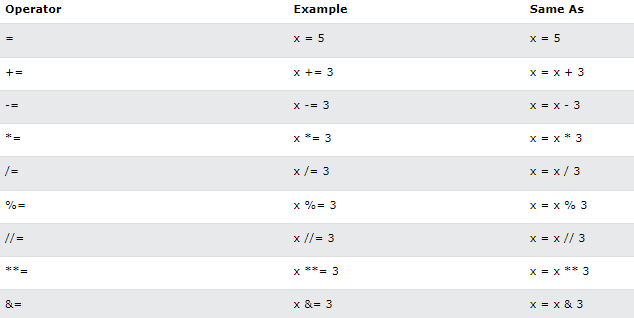 Operator Example Same As
= x = 5 x = 5
+= x += 3 x = x + 3
-= x -= 3 x = x - 3
*= x *= 3 x = x * 3
/= x /= 3 x = x / 3
%= x %= 3 x = x % 3
//= x //= 3 x = x // 3
**= x **= 3 x = x ** 3
&= x &= 3 x = x & 3